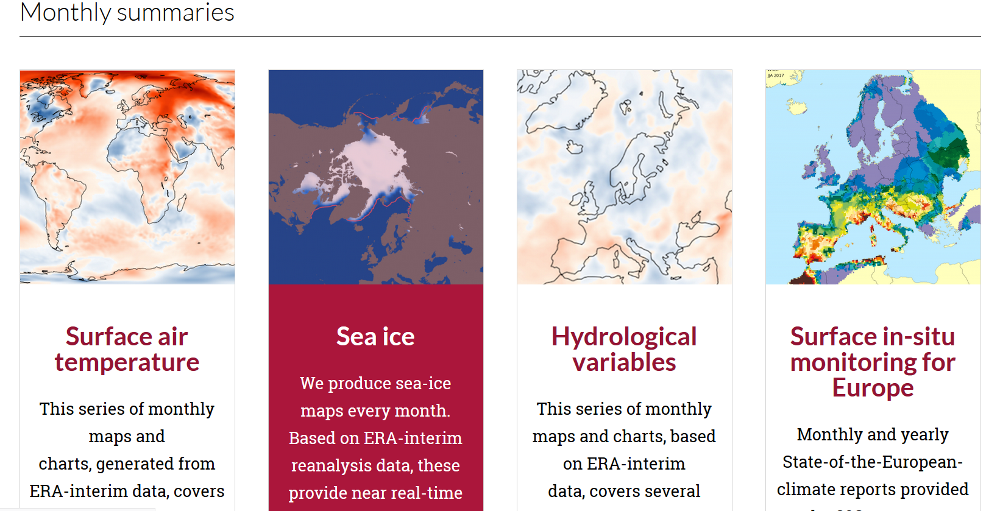 Monthly summaries
JJA 2017
Surface air
temperature
This series of monthly
maps and
charts, generated from
ERA-interim data, covers
Sea ice
We produce sea-ice
maps every month.
Based on ERA-interim
reanalysis data, these
provide near real-time
Hydrological
variables
This series of monthly
maps and charts, based
on ERA-interim
data, covers several
Surface in-situ
monitoring for
Europe
Monthly and yearly
State-of-the-European-
climate reports provided